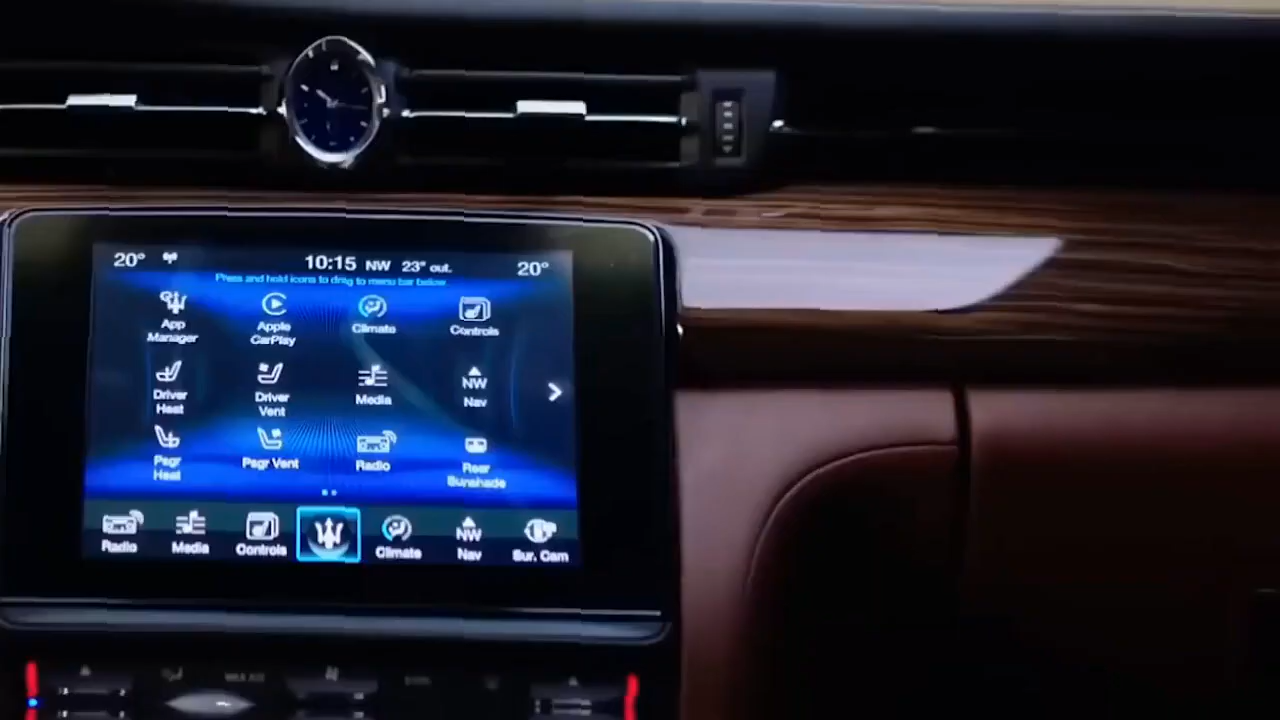 20° 10:15 NW 23° out. 20°
Press and hold icons to drag to menu bar below.
App Manager
Apple CarPlay
Climate
Controls
Driver Heat
Driver Vent
Media
NW
Nav
Psgr Heat
Psgr Vent
Radio
Rear Sunshade
Radio
Media
Controls
Climate
NW
Nav
Sur. Cam